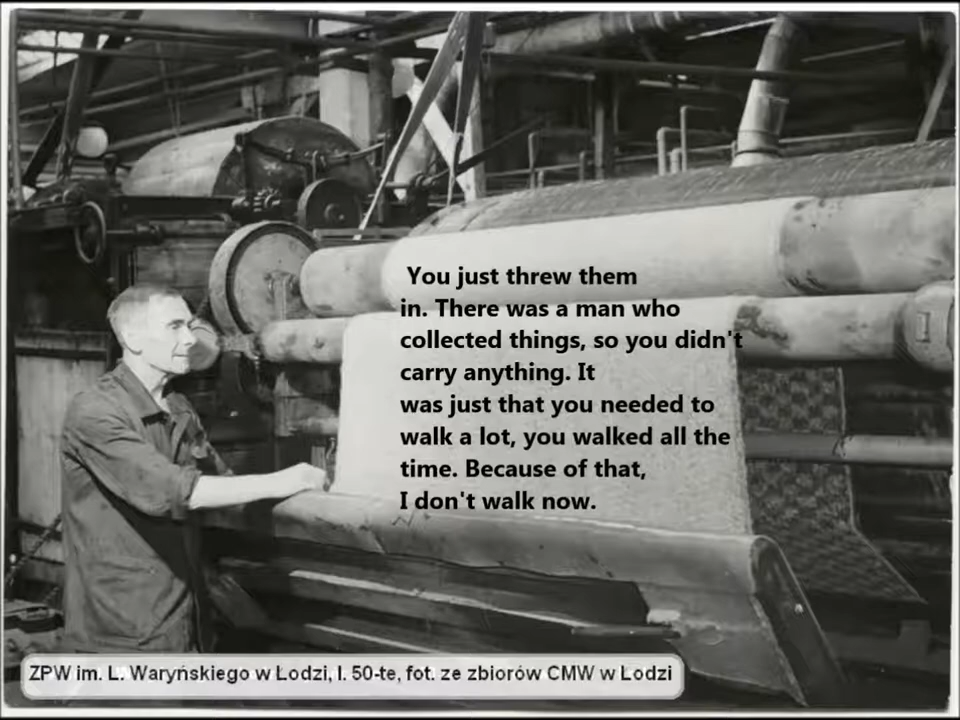 You just threw them
in. There was a man who
collected things, so you didn't
carry anything. It
was just that you needed to
walk a lot, you walked all the
time. Because of that,
I don't walk now.
ZPW im. L. Waryńskiego w Łodzi, l. 50-te, fot. ze zbiorów CMW w Łodzi